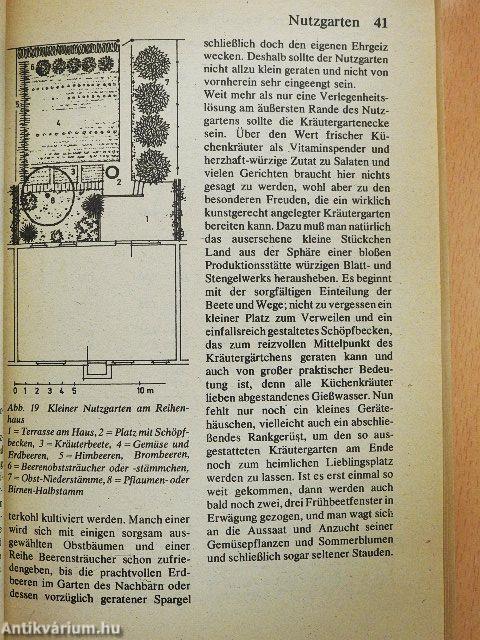 Nutzgarten 41
6
5
7
4
3
2
8
1
0 1 2 3 4 5 10 m
Abb. 19 Kleiner Nutzgarten am Reihen-
haus
1 = Terrasse am Haus, 2 = Platz mit Schöpf-
becken, 3 = Kräuterbeete, 4 = Gemüse und
Erdbeeren, 5 = Himbeeren, Brombeeren,
6 = Beerenobststräucher oder -stämmchen,
7 = Obst-Niederstämme, 8 = Pflaumen- oder
Birnen-Halbstamm
terkohl kultiviert werden. Manch einer
wird sich mit einigen sorgsam ausge-
wählten Obstbäumen und einer
Reihe Beerensträucher schon zufrie-
dengeben, bis die prachtvollen Erd-
beeren im Garten des Nachbarn oder
dessen vorzüglich geratener Spargel
schließlich doch den eigenen Ehrgeiz
wecken. Deshalb sollte der Nutzgarten
nicht allzu klein geraten und nicht von
vornherein sehr eingeengt sein.
Weit mehr als nur eine Verlegenheits-
lösung am äußersten Rande des Nutz-
gartens sollte die Kräutergartenecke
sein. Über den Wert frischer Kü-
chenkräuter als Vitaminspender und
herzhaft-würzige Zutat zu Salaten und
vielen Gerichten braucht hier nichts
gesagt zu werden, wohl aber zu den
besonderen Freuden, die ein wirklich
kunstgerecht angelegter Kräutergarten
bereiten kann. Dazu muß man natürlich
das ausersehene kleine Stückchen
Land aus der Sphäre einer bloßen
Produktionsstätte würzigen Blatt- und
Stengelwerks herausheben. Es beginnt
mit der sorgfältigen Einteilung der
Beete und Wege; nicht zu vergessen ein
kleiner Platz zum Verweilen und ein
einfallsreich gestaltetes Schöpfbecken,
das zum reizvollen Mittelpunkt des
Kräutergärtchens geraten kann und
auch von großer praktischer Bedeu-
tung ist, denn alle Küchenkräuter
lieben abgestandenes Gießwasser. Nun
fehlt nur noch ein kleines Geräte-
häuschen, vielleicht auch ein abschlie-
ßendes Rankgerüst, um den so aus-
gestatteten Kräutergarten am Ende
noch zum heimlichen Lieblingsplatz
werden zu lassen. Ist es erst einmal so
weit gekommen, dann werden auch
bald noch zwei, drei Frühbeetfenster in
Erwägung gezogen, und man wagt sich
an die Aussaat und Anzucht seiner
Gemüsepflanzen und Sommerblumen
und schließlich sogar seltener Stauden.
Antikvárium.hu